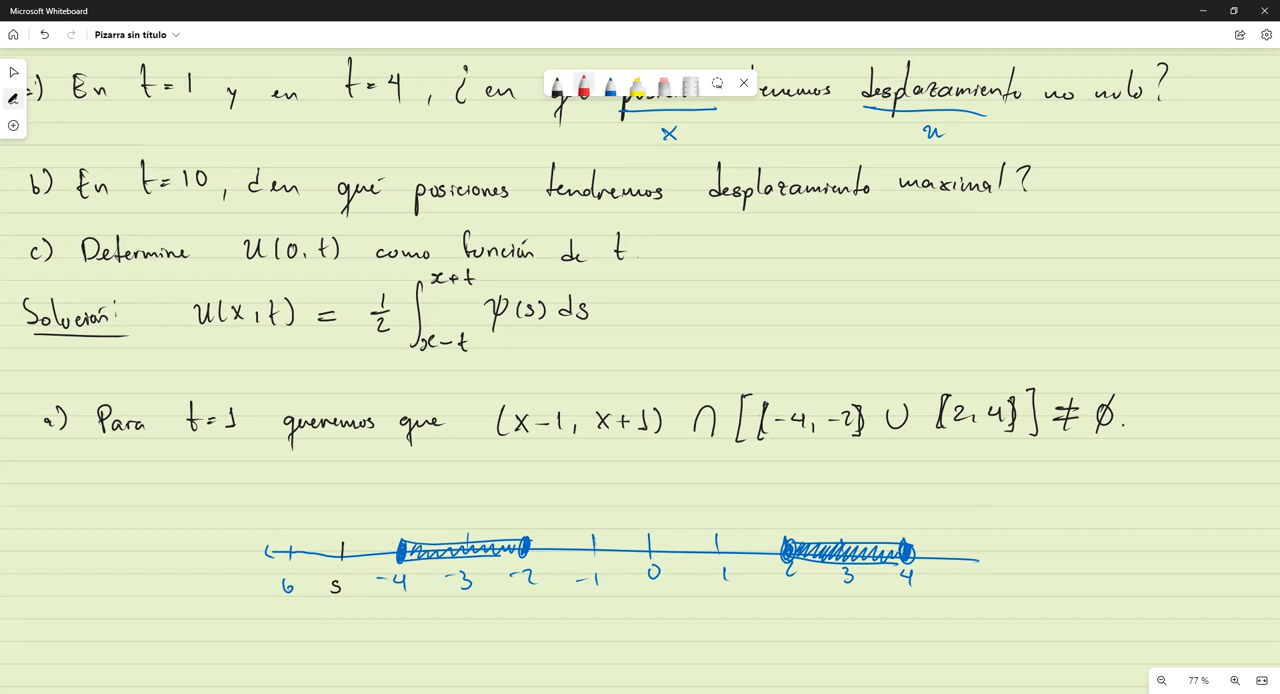 Microsoft Whiteboard
Pizarra sin título
) En t=1 y en t=4, ¿en tenemos desplazamiento no nulo?
x u
b) En t=10, ¿en qué posiciones tendremos desplazamiento maximal?
c) Determine u(0,t) como función de t.
Solución: u(x,t) = 1/2 ∫_{x-t}^{x+t} ψ(s) ds
a) Para t=1 queremos que (x-1, x+1) ∩ [[-4,-2] ∪ [2,4]] ≠ ∅.
6 5 -4 -3 -2 -1 0 1 2 3 4
77 %